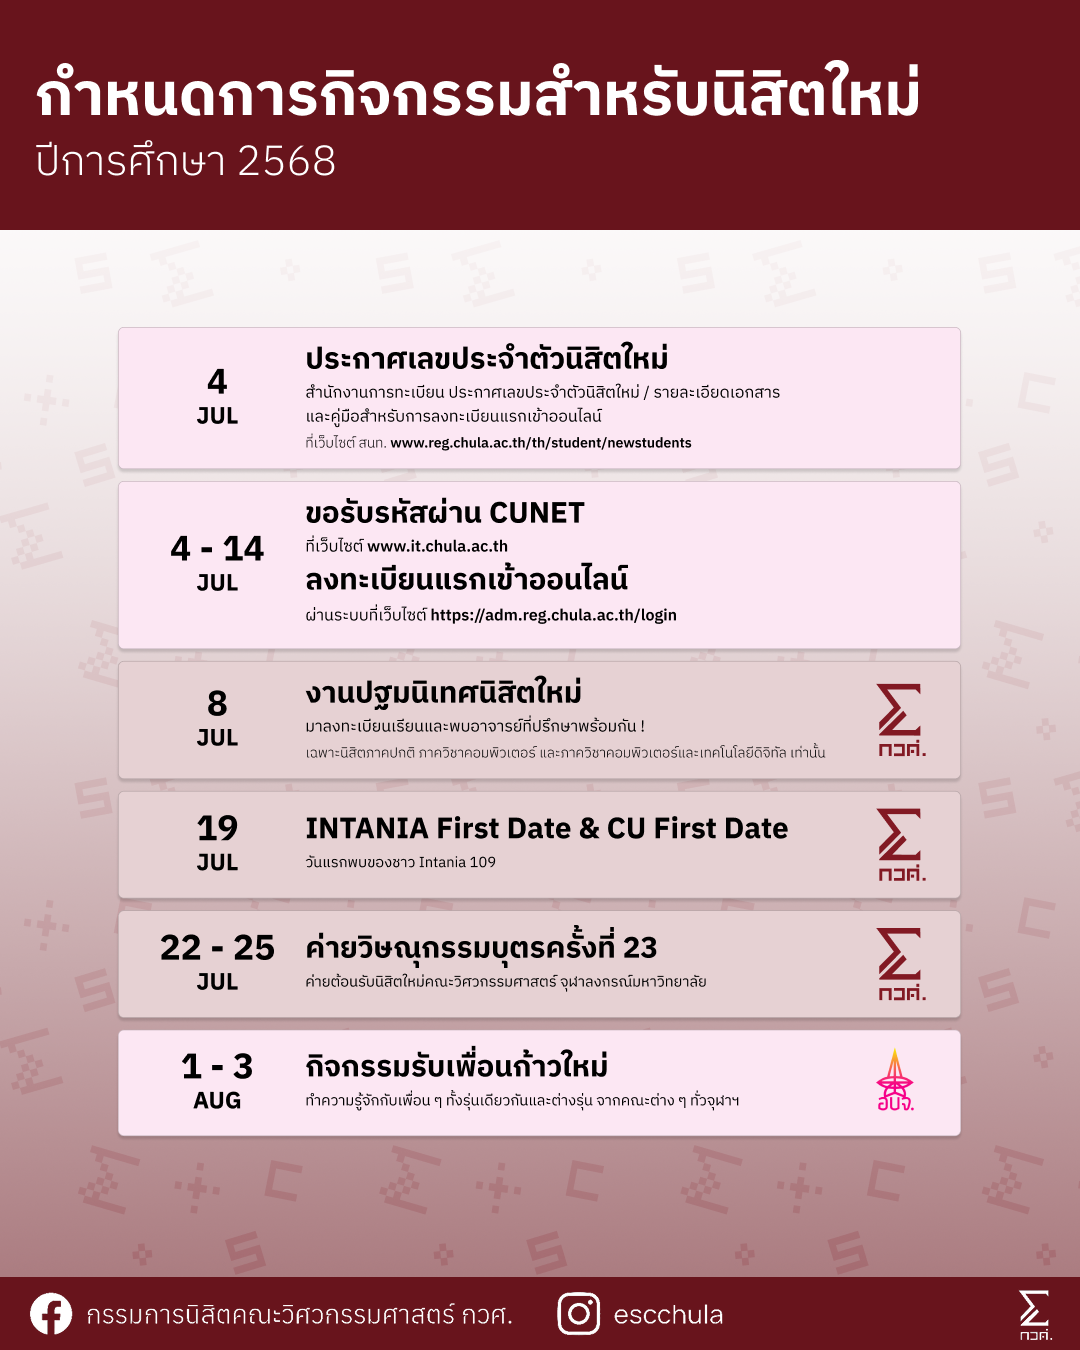 กำหนดการกิจกรรมสำหรับนิสิตใหม่
ปีการศึกษา 2568
4
JUL
ประกาศเลขประจำตัวนิสิตใหม่
สำนักงานการทะเบียน ประกาศเลขประจำตัวนิสิตใหม่ / รายละเอียดเอกสาร
และคู่มือสำหรับการลงทะเบียนแรกเข้าออนไลน์
ที่เว็บไซต์ สนท. www.reg.chula.ac.th/th/student/newstudents
4 - 14
JUL
ขอรับรหัสผ่าน CUNET
ที่เว็บไซต์ www.it.chula.ac.th
ลงทะเบียนแรกเข้าออนไลน์
ผ่านระบบที่เว็บไซต์ https://adm.reg.chula.ac.th/login
8
JUL
งานปฐมนิเทศนิสิตใหม่
มาลงทะเบียนเรียนและพบอาจารย์ที่ปรึกษาพร้อมกัน !
เฉพาะนิสิตภาคปกติ ภาควิชาคอมพิวเตอร์ และภาควิชาคอมพิวเตอร์และเทคโนโลยีดิจิทัล เท่านั้น
กวศ.
19
JUL
INTANIA First Date & CU First Date
วันแรกพบของชาว Intania 109
กวศ.
22 - 25
JUL
ค่ายวิษณุกรรมบุตรครั้งที่ 23
ค่ายต้อนรับนิสิตใหม่คณะวิศวกรรมศาสตร์ จุฬาลงกรณ์มหาวิทยาลัย
กวศ.
1 - 3
AUG
กิจกรรมรับเพื่อนก้าวใหม่
ทำความรู้จักกับเพื่อน ๆ ทั้งรุ่นเดียวกันและต่างรุ่น จากคณะต่าง ๆ ทั่วจุฬาฯ
อบจ.
กรรมการนิสิตคณะวิศวกรรมศาสตร์ กวศ.
escchula
กวศ.